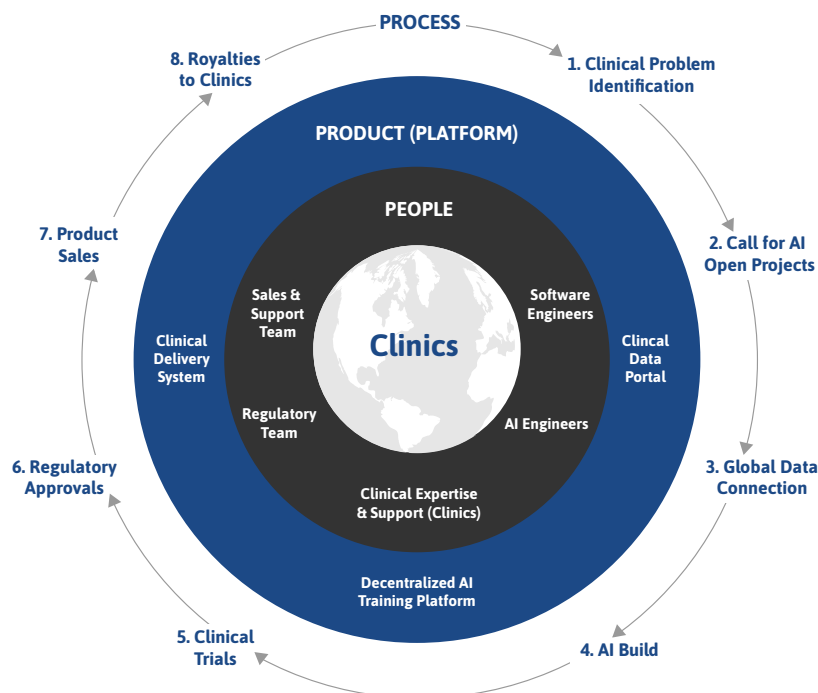 PROCESS
1. Clinical Problem
Identification
2. Call for AI
Open Projects
3. Global Data
Connection
4. AI Build
5. Clinical
Trials
6. Regulatory
Approvals
7. Product
Sales
8. Royalties
to Clinics
PRODUCT (PLATFORM)
Clincal
Data
Portal
Decentralized AI
Training Platform
Clinical
Delivery
System
PEOPLE
Software
Engineers
AI Engineers
Clinical Expertise
& Support (Clinics)
Regulatory
Team
Sales &
Support
Team
Clinics